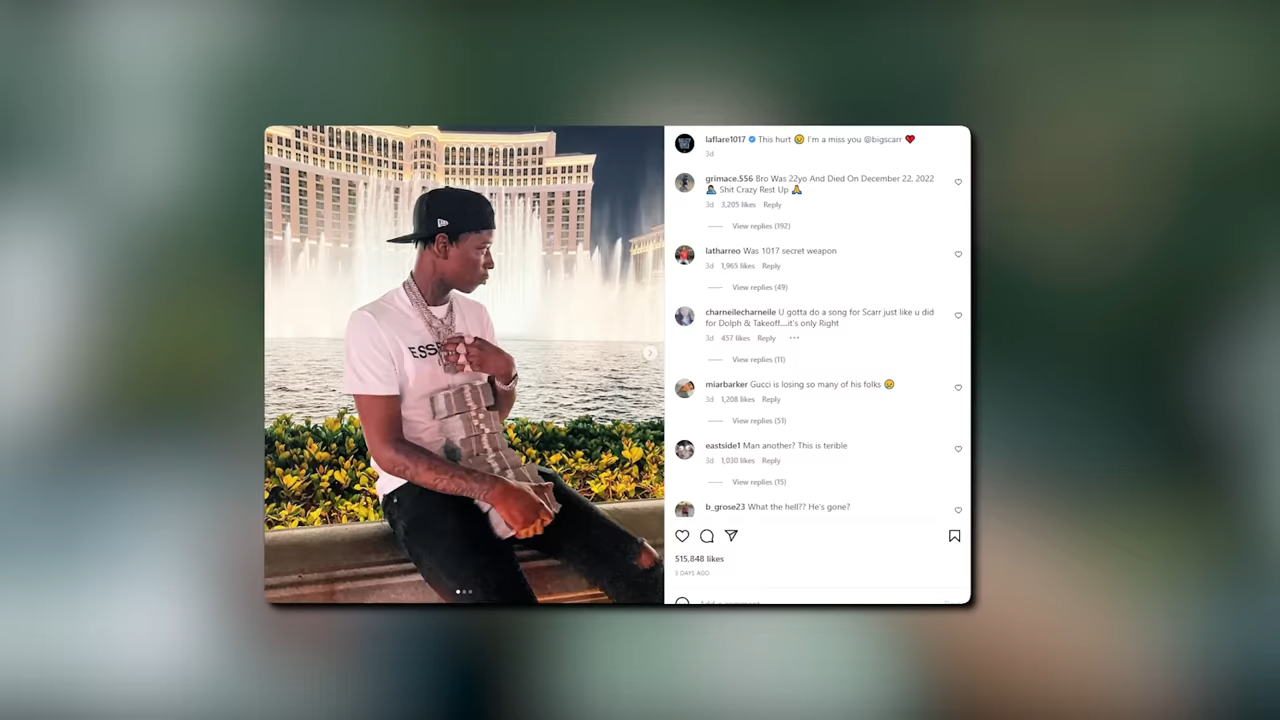 laflare1017 This hurt 😢 I'm a miss you @bigscarr ❤️
3d
grimace.556 Bro Was 22yo And Died On December 22, 2022
🤦🏿‍♂️ Shit Crazy Rest Up 🙏
3d 3,205 likes Reply
View replies (192)
latharreo Was 1017 secret weapon
3d 1,965 likes Reply
View replies (49)
charneilecharneile U gotta do a song for Scarr just like u did
for Dolph & Takeoff....it's only Right
3d 457 likes Reply ...
View replies (11)
miarbarker Gucci is losing so many of his folks 😢
3d 1,208 likes Reply
View replies (51)
eastside1 Man another? This is terible
3d 1,030 likes Reply
View replies (15)
b_grose23 What the hell?? He's gone?
515,848 likes
3 DAYS AGO
ESS